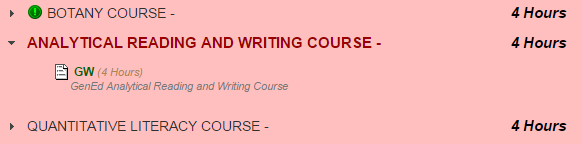 BOTANY COURSE - 4 Hours
ANALYTICAL READING AND WRITING COURSE - 4 Hours
GW (4 Hours)
GenEd Analytical Reading and Writing Course
QUANTITATIVE LITERACY COURSE - 4 Hours